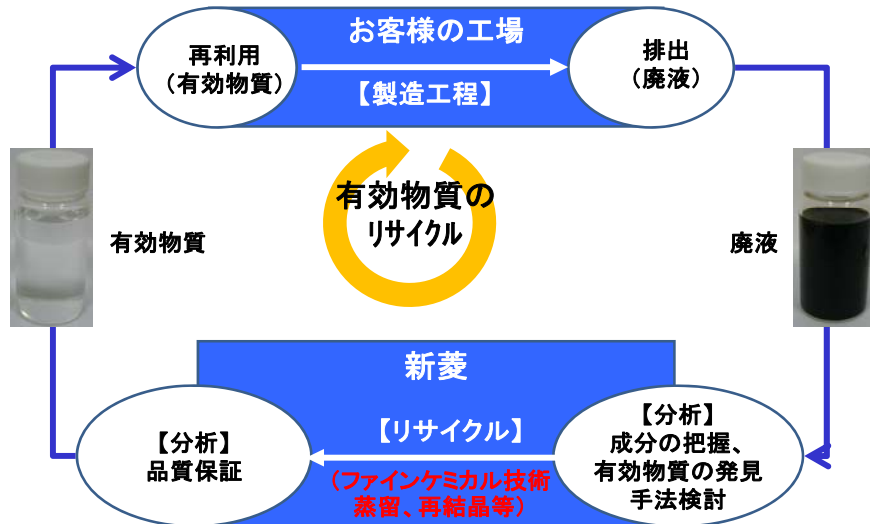 お客様の工場
再利用
(有効物質)
【製造工程】
排出
(廃液)
有効物質の
リサイクル
有効物質
廃液
新菱
【分析】
品質保証
【リサイクル】
(ファインケミカル技術
蒸留、再結晶等)
【分析】
成分の把握、
有効物質の発見
手法検討